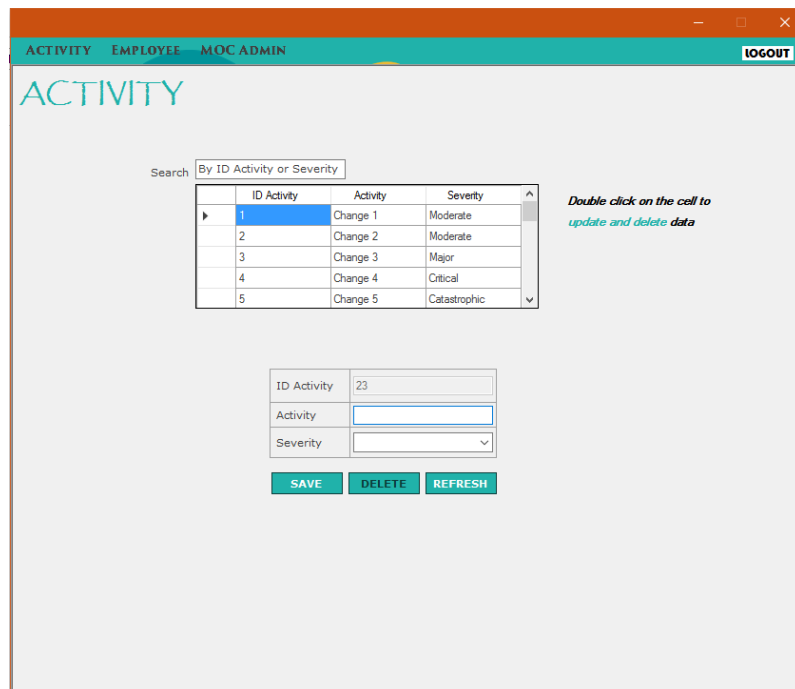 ACTIVITY EMPLOYEE MOC ADMIN
LOGOUT
ACTIVITY
Search By ID Activity or Severity
ID Activity Activity Severity
1 Change 1 Moderate
2 Change 2 Moderate
3 Change 3 Major
4 Change 4 Critical
5 Change 5 Catastrophic
Double click on the cell to
update and delete data
ID Activity 23
Activity
Severity
SAVE DELETE REFRESH